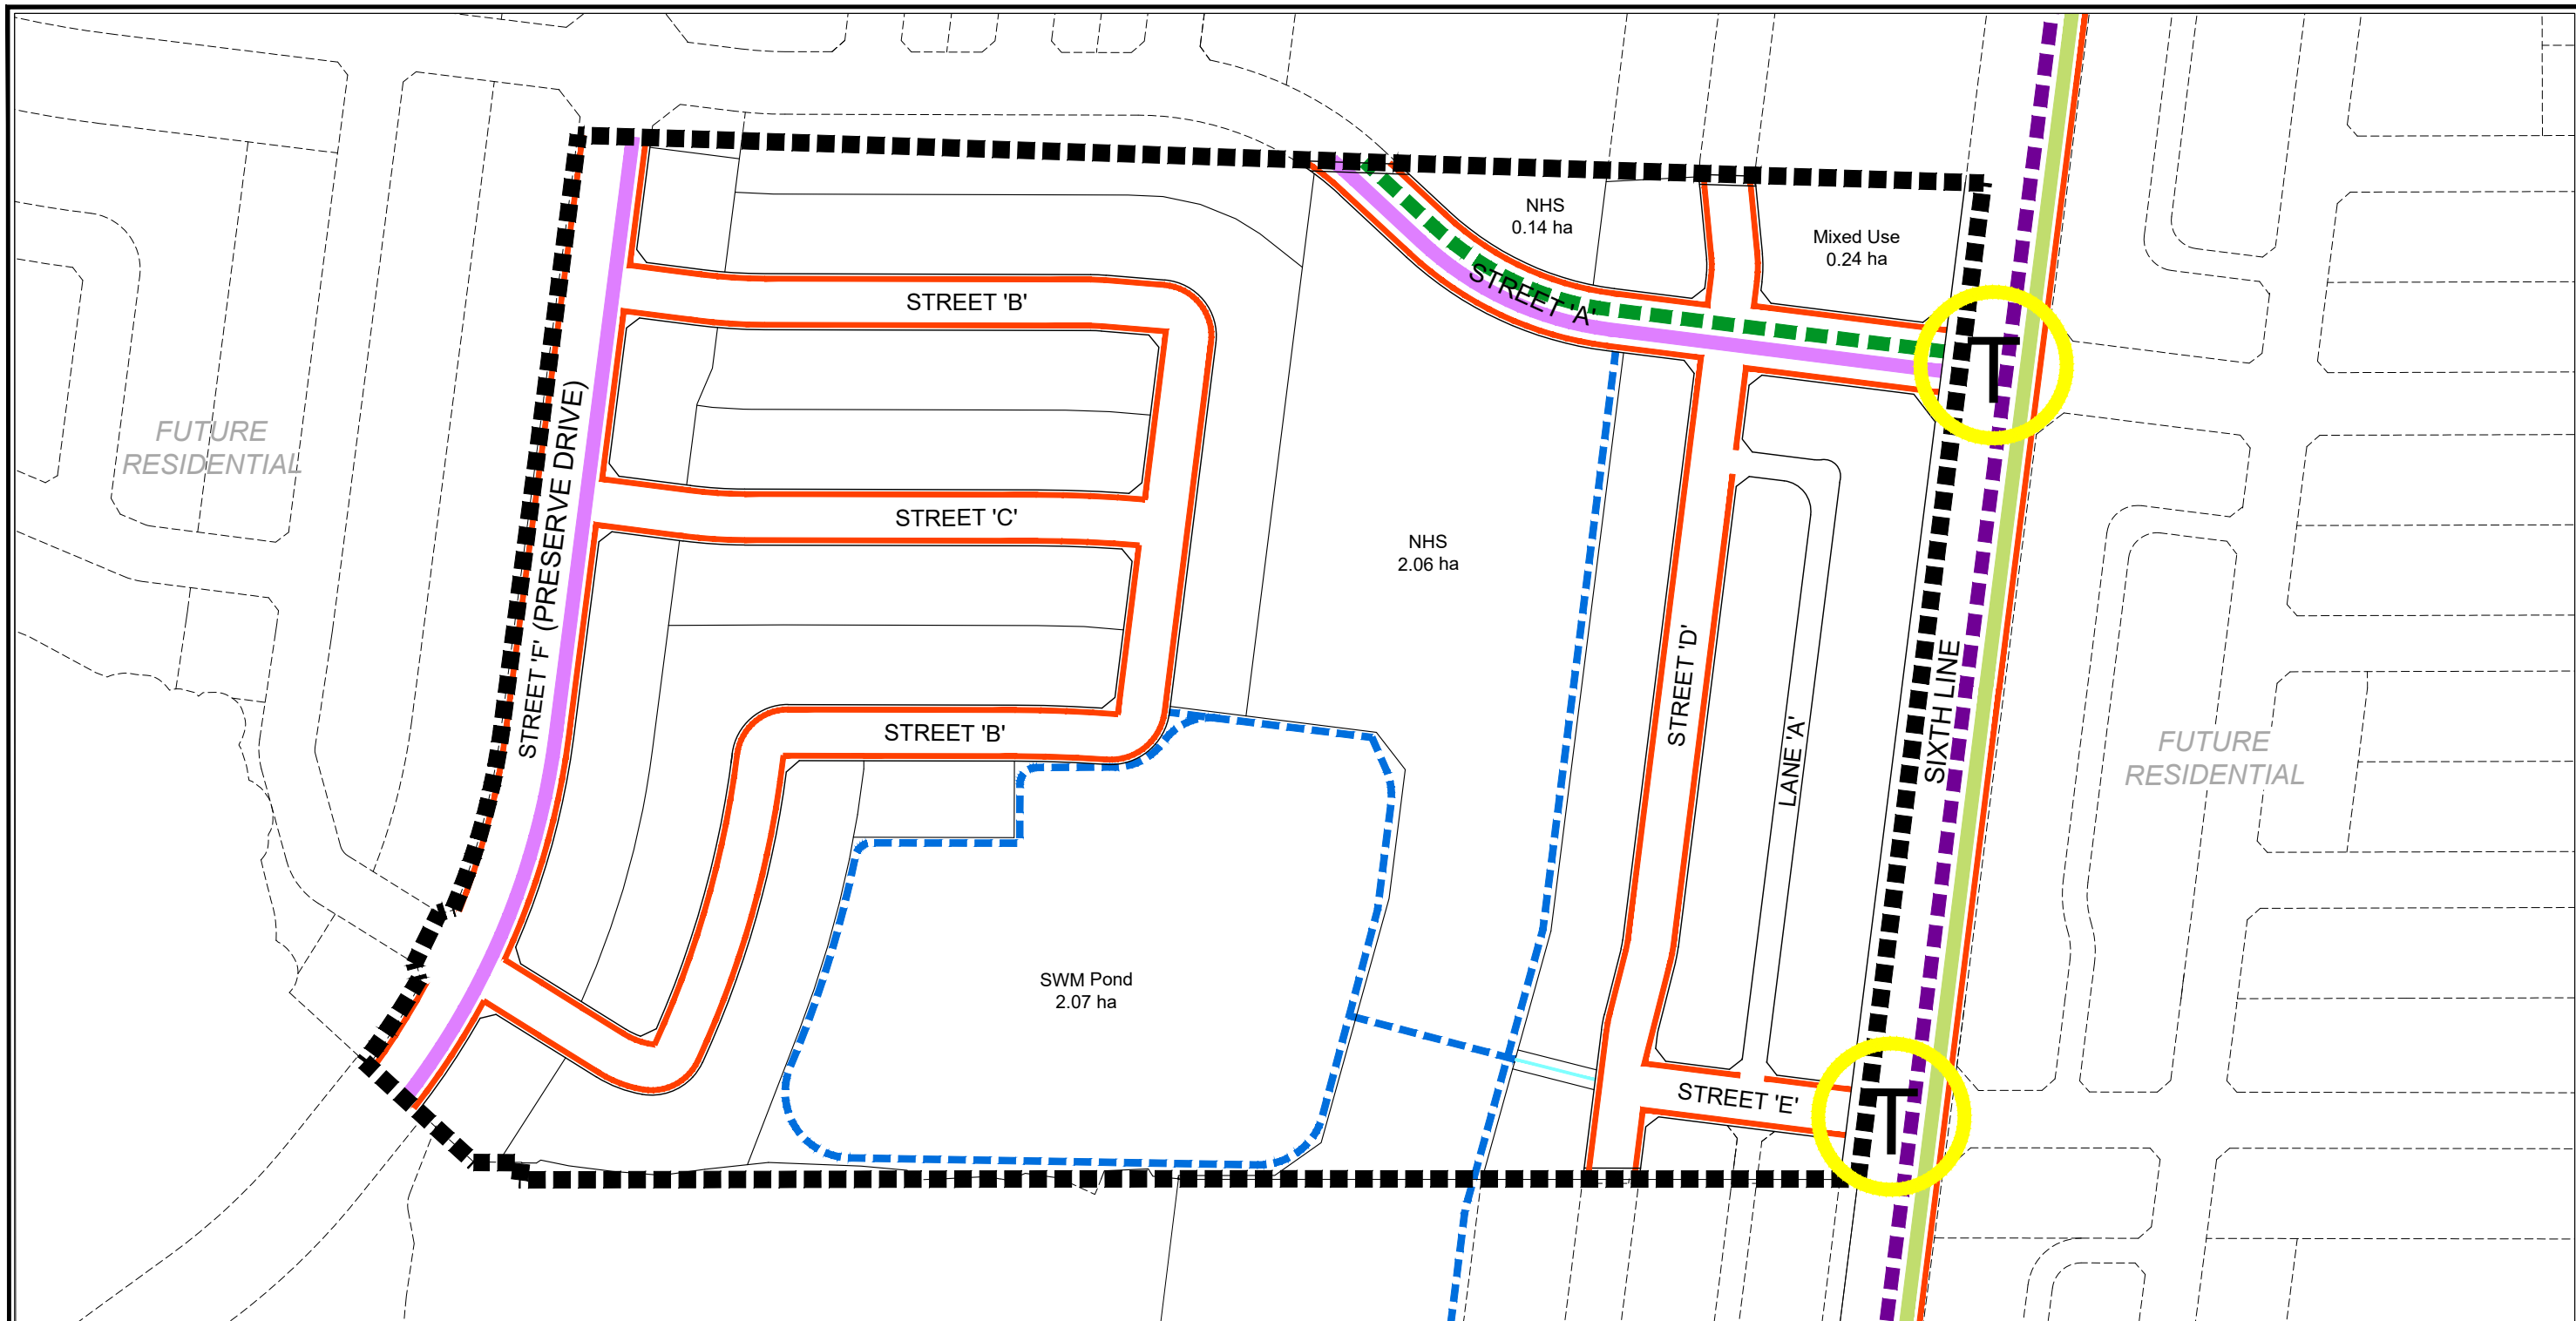 NHS
0.14 ha
Mixed Use
0.24 ha
STREET 'A'
STREET 'B'
T
FUTURE
RESIDENTIAL
STREET 'F' (PRESERVE DRIVE)
STREET 'C'
NHS
2.06 ha
STREET 'D'
LANE 'A'
SIXTH LINE
STREET 'B'
FUTURE
RESIDENTIAL
SWM Pond
2.07 ha
STREET 'E'
T